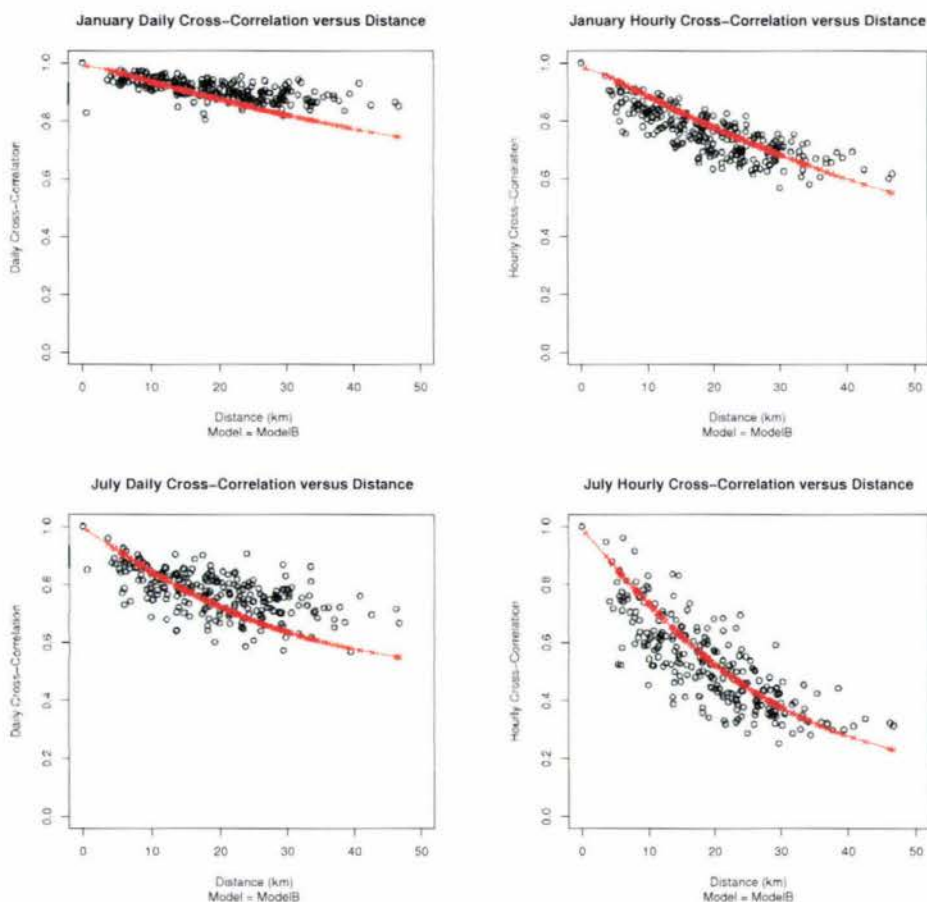 January Daily Cross-Correlation versus Distance
Daily Cross-Correlation
0.0 0.2 0.4 0.6 0.8 1.0
0 10 20 30 40 50
Distance (km)
Model = ModelB
January Hourly Cross-Correlation versus Distance
Hourly Cross-Correlation
0.0 0.2 0.4 0.6 0.8 1.0
0 10 20 30 40 50
Distance (km)
Model = ModelB
July Daily Cross-Correlation versus Distance
Daily Cross-Correlation
0.0 0.2 0.4 0.6 0.8 1.0
0 10 20 30 40 50
Distance (km)
Model = ModelB
July Hourly Cross-Correlation versus Distance
Hourly Cross-Correlation
0.0 0.2 0.4 0.6 0.8 1.0
0 10 20 30 40 50
Distance (km)
Model = ModelB